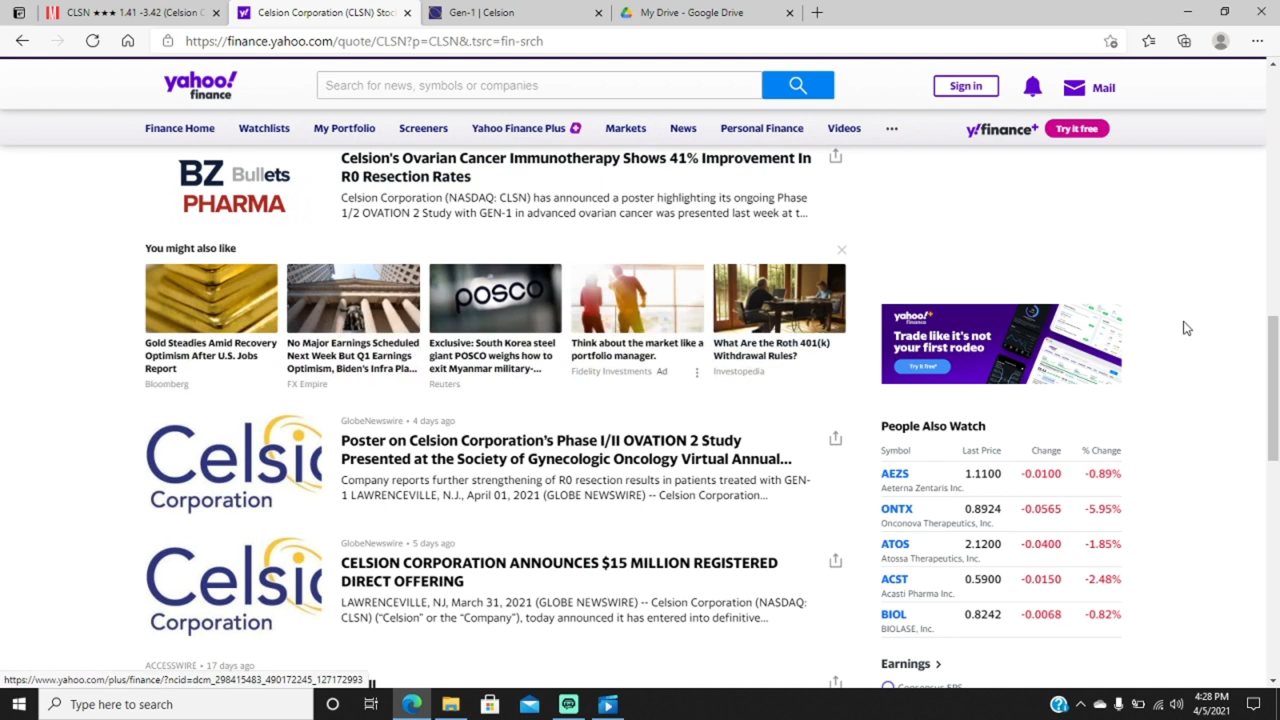 CLSN ★★★ 1.41 -3.42 (Cancer S
Celsion Corporation (CLSN) Stoc
Gen-1 | Celsion
My Drive - Google Drive
https://finance.yahoo.com/quote/CLSN?p=CLSN&.tsrc=fin-srch
yahoo!
finance
Search for news, symbols or companies
Sign in
Mail
Finance Home
Watchlists
My Portfolio
Screeners
Yahoo Finance Plus
Markets
News
Personal Finance
Videos
y!finance+
Try it free
BZ Bullets
PHARMA
Celsion's Ovarian Cancer Immunotherapy Shows 41% Improvement In
R0 Resection Rates
Celsion Corporation (NASDAQ: CLSN) has announced a poster highlighting its ongoing Phase
1/2 OVATION 2 Study with GEN-1 in advanced ovarian cancer was presented last week at t...
You might also like
posco
Gold Steadies Amid Recovery
Optimism After U.S. Jobs
Report
Bloomberg
No Major Earnings Scheduled
Next Week But Q1 Earnings
Optimism, Biden's Infra Pla...
FX Empire
Exclusive: South Korea steel
giant POSCO weighs how to
exit Myanmar military-...
Reuters
Think about the market like a
portfolio manager.
Fidelity Investments Ad
What Are the Roth 401(k)
Withdrawal Rules?
Investopedia
yahoo!+
finance
Trade like it's not
your first rodeo
Try it free*
Celsic
Corporation
GlobeNewswire • 4 days ago
Poster on Celsion Corporation's Phase I/II OVATION 2 Study
Presented at the Society of Gynecologic Oncology Virtual Annual...
Company reports further strengthening of R0 resection results in patients treated with GEN-
1 LAWRENCEVILLE, N.J., April 01, 2021 (GLOBE NEWSWIRE) -- Celsion Corporation...
Celsic
Corporation
GlobeNewswire • 5 days ago
CELSION CORPORATION ANNOUNCES $15 MILLION REGISTERED
DIRECT OFFERING
LAWRENCEVILLE, NJ, March 31, 2021 (GLOBE NEWSWIRE) -- Celsion Corporation (NASDAQ:
CLSN) ("Celsion" or the "Company"), today announced it has entered into definitive...
ACCESSWIRE • 17 days ago
People Also Watch
Symbol Last Price Change % Change
AEZS 1.1100 -0.0100 -0.89%
Aeterna Zentaris Inc.
ONTX 0.8924 -0.0565 -5.95%
Onconova Therapeutics, Inc.
ATOS 2.1200 -0.0400 -1.85%
Atossa Therapeutics, Inc.
ACST 0.5900 -0.0150 -2.48%
Acasti Pharma Inc.
BIOL 0.8242 -0.0068 -0.82%
BIOLASE, Inc.
Earnings >
Consensus EPS
https://www.yahoo.com/plus/finance/?ncid=dcm_298415483_490172245_127172993
Type here to search
4:28 PM
4/5/2021